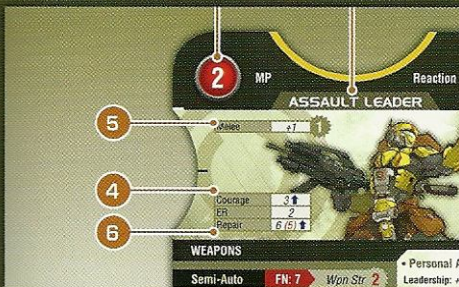 2 MP Reaction
ASSAULT LEADER
5 Melee +1 1
4 Courage 3
ER 2
6 Repair 6 (5)
WEAPONS
• Personal A
Semi-Auto FN: 7 Wpn Str 2 Leadership: +